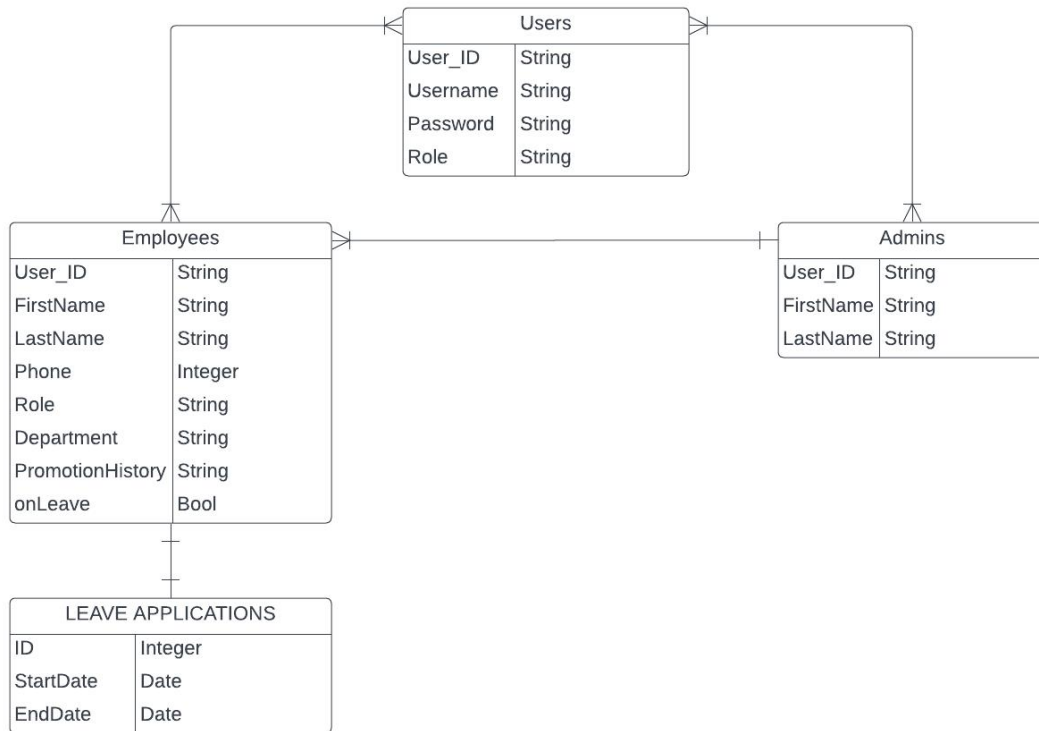 Users
User_ID String
Username String
Password String
Role String
Employees
User_ID String
FirstName String
LastName String
Phone Integer
Role String
Department String
PromotionHistory String
onLeave Bool
Admins
User_ID String
FirstName String
LastName String
LEAVE APPLICATIONS
ID Integer
StartDate Date
EndDate Date